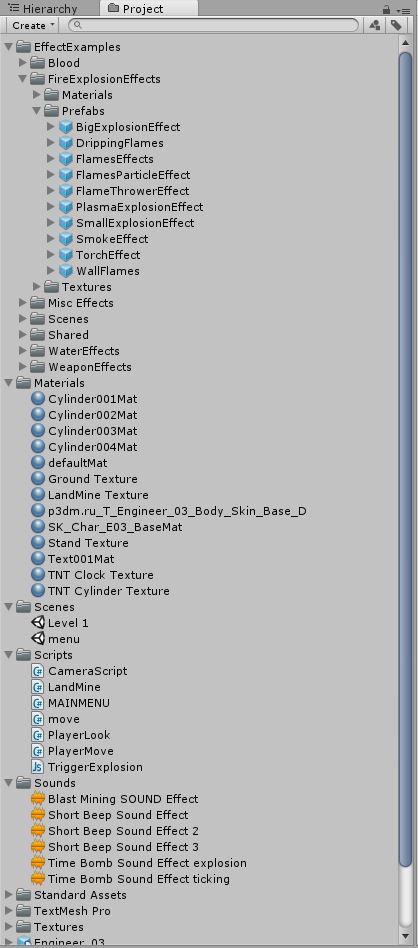 Hierarchy Project
Create
EffectExamples
Blood
FireExplosionEffects
Materials
Prefabs
BigExplosionEffect
DrippingFlames
FlamesEffects
FlamesParticleEffect
FlameThrowerEffect
PlasmaExplosionEffect
SmallExplosionEffect
SmokeEffect
TorchEffect
WallFlames
Textures
Misc Effects
Scenes
Shared
WaterEffects
WeaponEffects
Materials
Cylinder001Mat
Cylinder002Mat
Cylinder003Mat
Cylinder004Mat
defaultMat
Ground Texture
LandMine Texture
p3dm.ru_T_Engineer_03_Body_Skin_Base_D
SK_Char_E03_BaseMat
Stand Texture
Text001Mat
TNT Clock Texture
TNT Cylinder Texture
Scenes
Level 1
menu
Scripts
C# CameraScript
C# LandMine
C# MAINMENU
C# move
C# PlayerLook
C# PlayerMove
Js TriggerExplosion
Sounds
Blast Mining SOUND Effect
Short Beep Sound Effect
Short Beep Sound Effect 2
Short Beep Sound Effect 3
Time Bomb Sound Effect explosion
Time Bomb Sound Effect ticking
Standard Assets
TextMesh Pro
Textures
Engineer_03